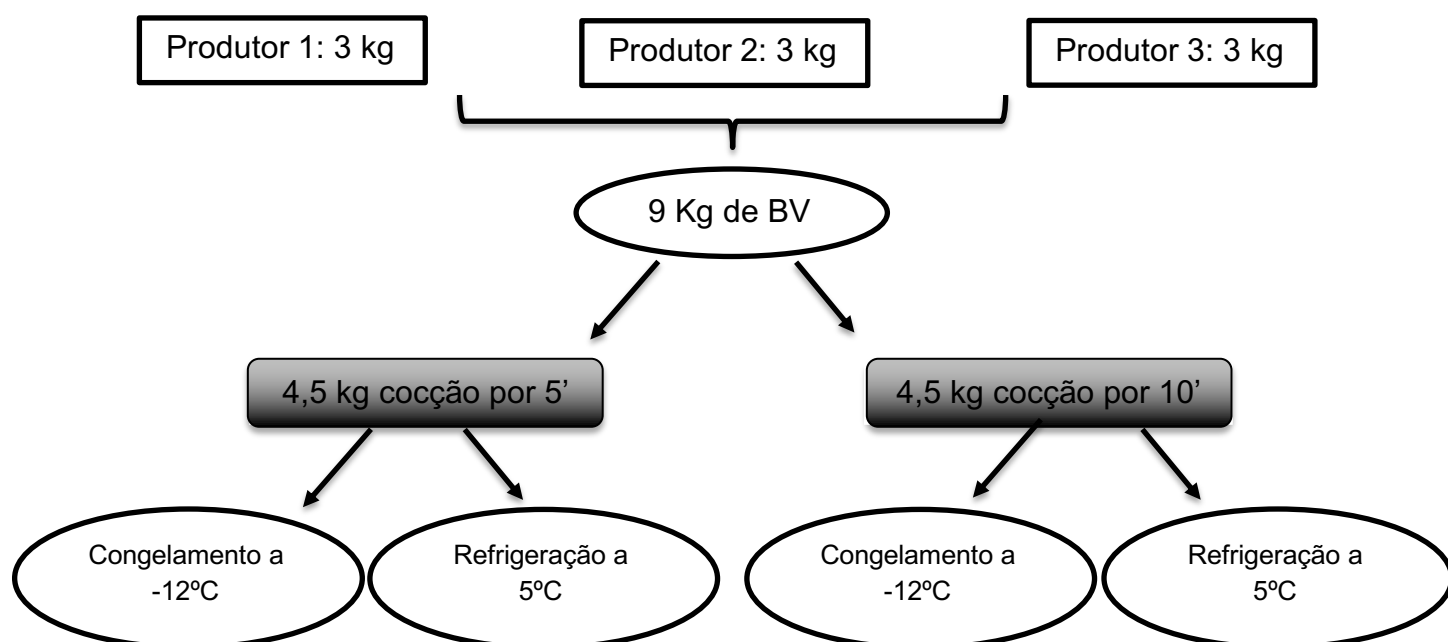 Produtor 1: 3 kg
Produtor 2: 3 kg
Produtor 3: 3 kg
9 Kg de BV
4,5 kg cocção por 5’
4,5 kg cocção por 10’
Congelamento a
-12ºC
Refrigeração a
5ºC
Congelamento a
-12ºC
Refrigeração a
5ºC